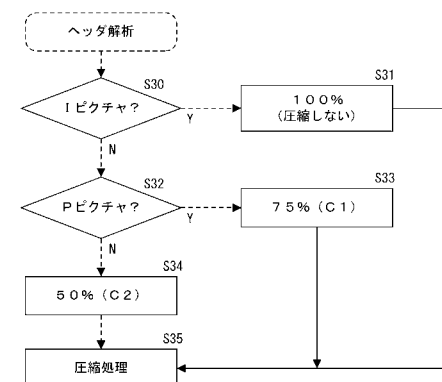 ヘッダ解析
S30
Ｉピクチャ？
Y
N
S31
１００％
（圧縮しない）
S32
Ｐピクチャ？
Y
N
S33
７５％（Ｃ１）
S34
５０％（Ｃ２）
S35
圧縮処理